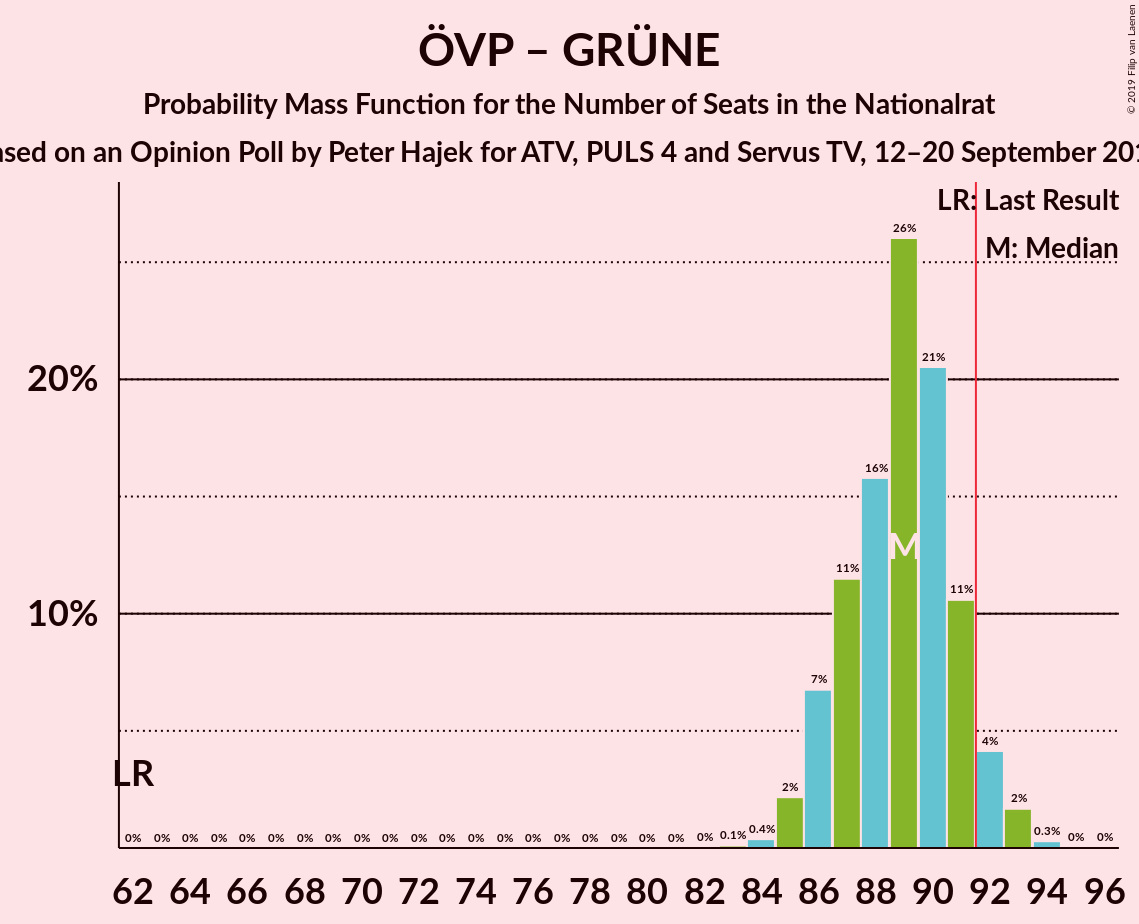 ÖVP – GRÜNE
Probability Mass Function for the Number of Seats in the Nationalrat
on an Opinion Poll by Peter Hajek for ATV, PULS 4 and Servus TV, 12–20 September
© 2019 Filip van Laenen
LR: Last Result
M: Median
26%
21%
20%
16%
M
11%
11%
10%
7%
4%
LR
2%
2%
0% 0% 0% 0% 0% 0% 0% 0% 0% 0% 0% 0% 0% 0% 0% 0% 0% 0% 0% 0% 0% 0.1% 0.4% 0.3% 0% 0%
62 64 66 68 70 72 74 76 78 80 82 84 86 88 90 92 94 96